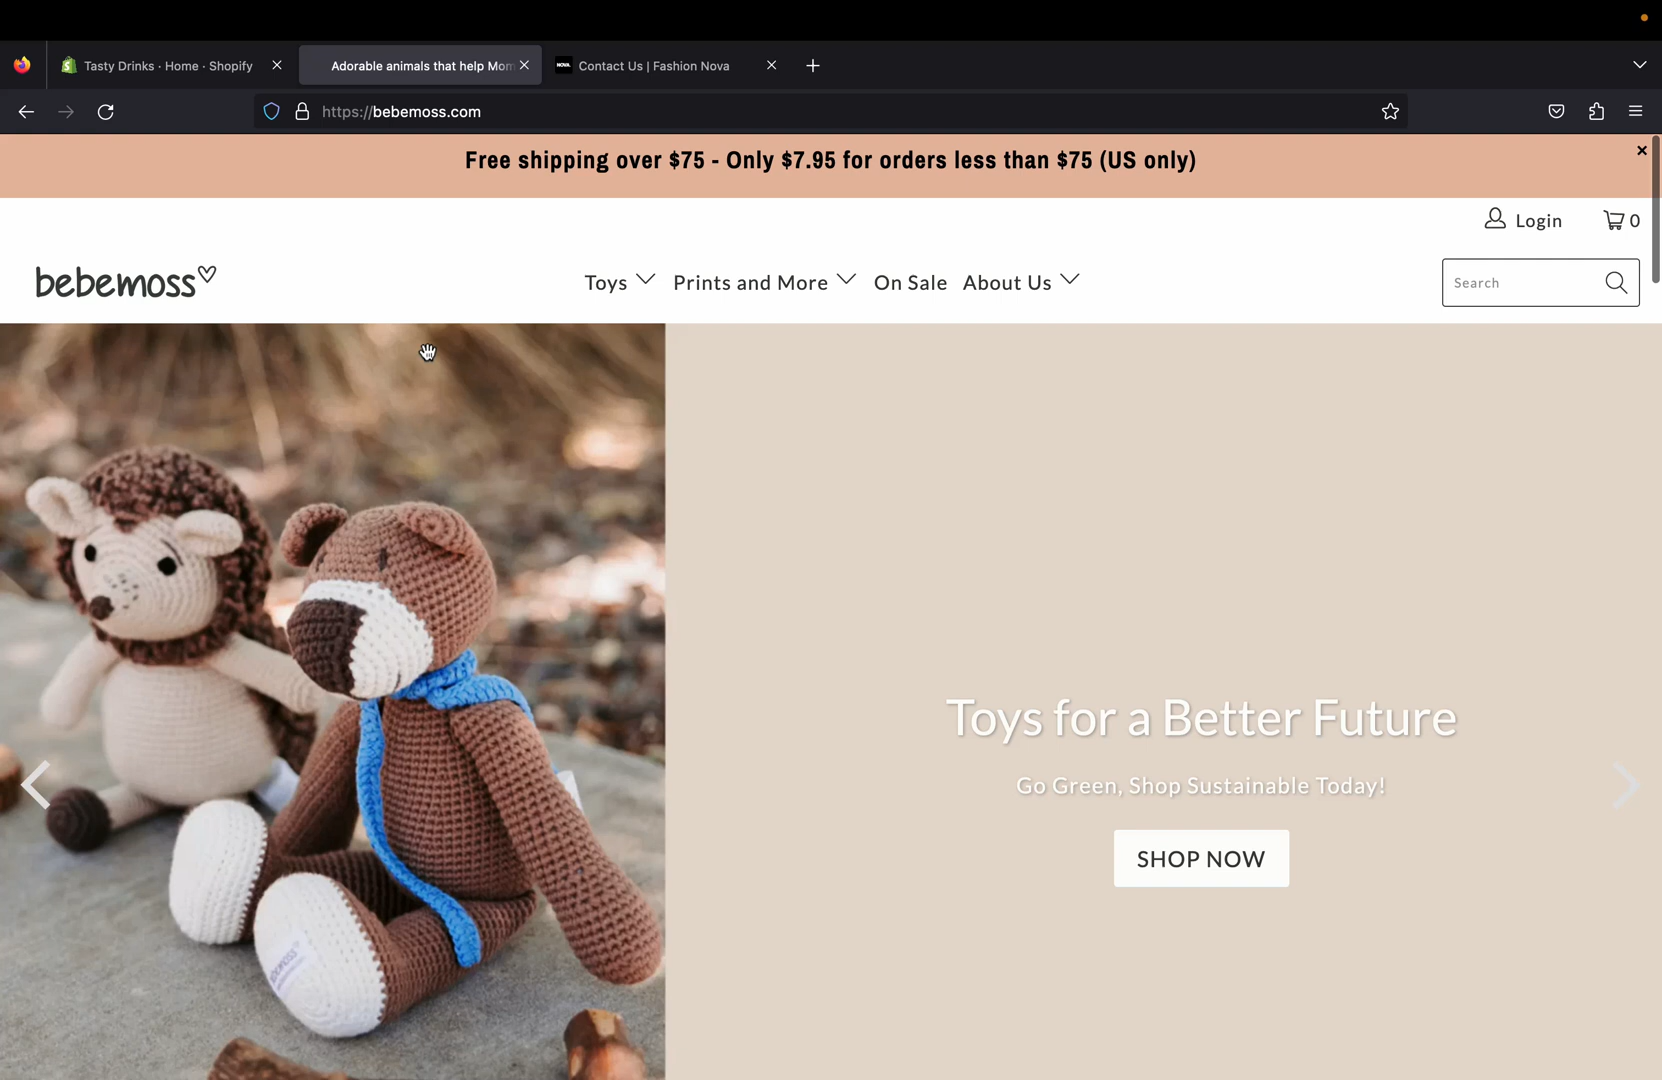 Tasty Drinks · Home · Shopify
Adorable animals that help Mom
NOVA
Contact Us | Fashion Nova
https://bebemoss.com
Free shipping over $75 - Only $7.95 for orders less than $75 (US only)
Login
0
bebemoss
Toys
Prints and More
On Sale
About Us
Search
Toys for a Better Future
Go Green, Shop Sustainable Today!
SHOP NOW
bebemoss